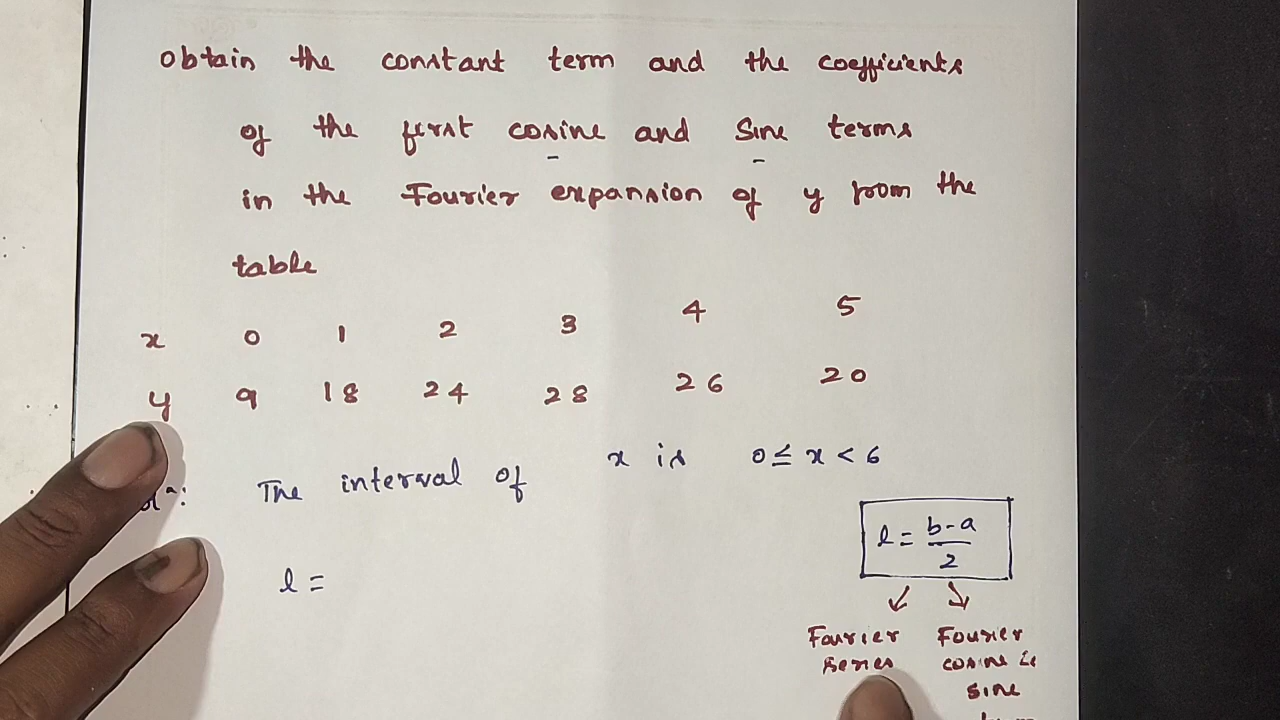 obtain the constant term and the coefficients
of the first cosine and sine terms
in the Fourier expansion of y from the
table
x 0 1 2 3 4 5
y 9 18 24 28 26 20
The interval of x is 0 ≤ x < 6
l = b-a / 2
l =
Fourier Fourier
series cosine &
sine